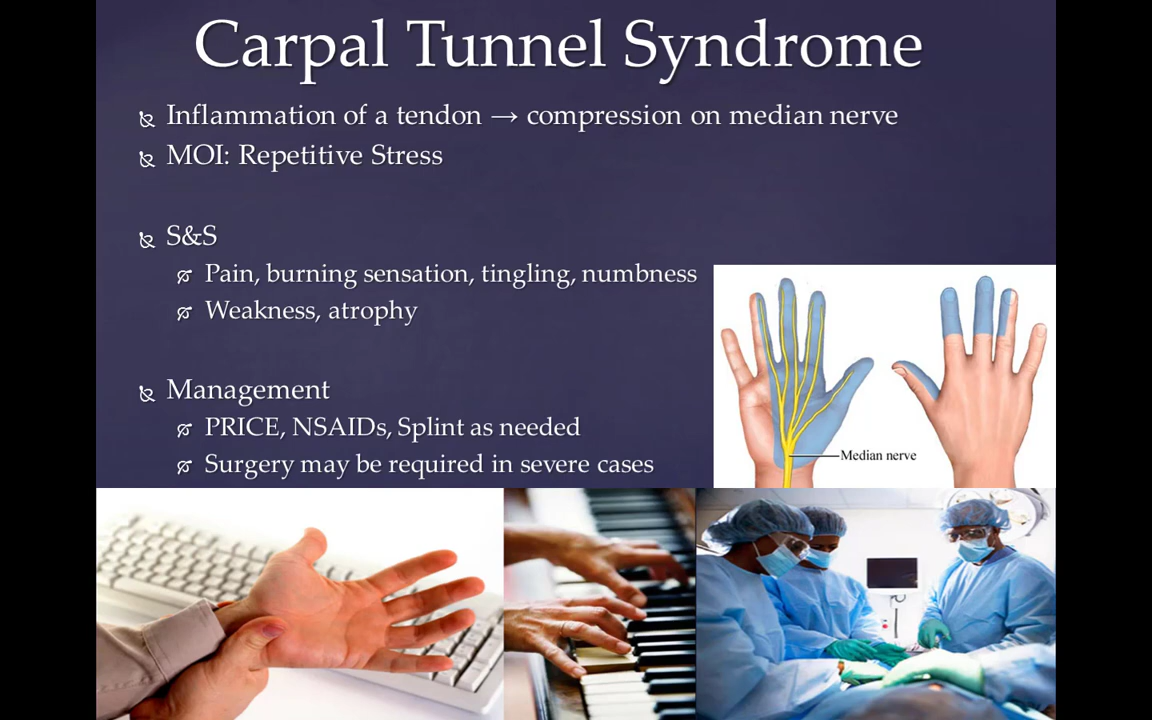 Carpal Tunnel Syndrome
Inflammation of a tendon → compression on median nerve
MOI: Repetitive Stress
S&S
Pain, burning sensation, tingling, numbness
Weakness, atrophy
Management
PRICE, NSAIDs, Splint as needed
Surgery may be required in severe cases
Median nerve